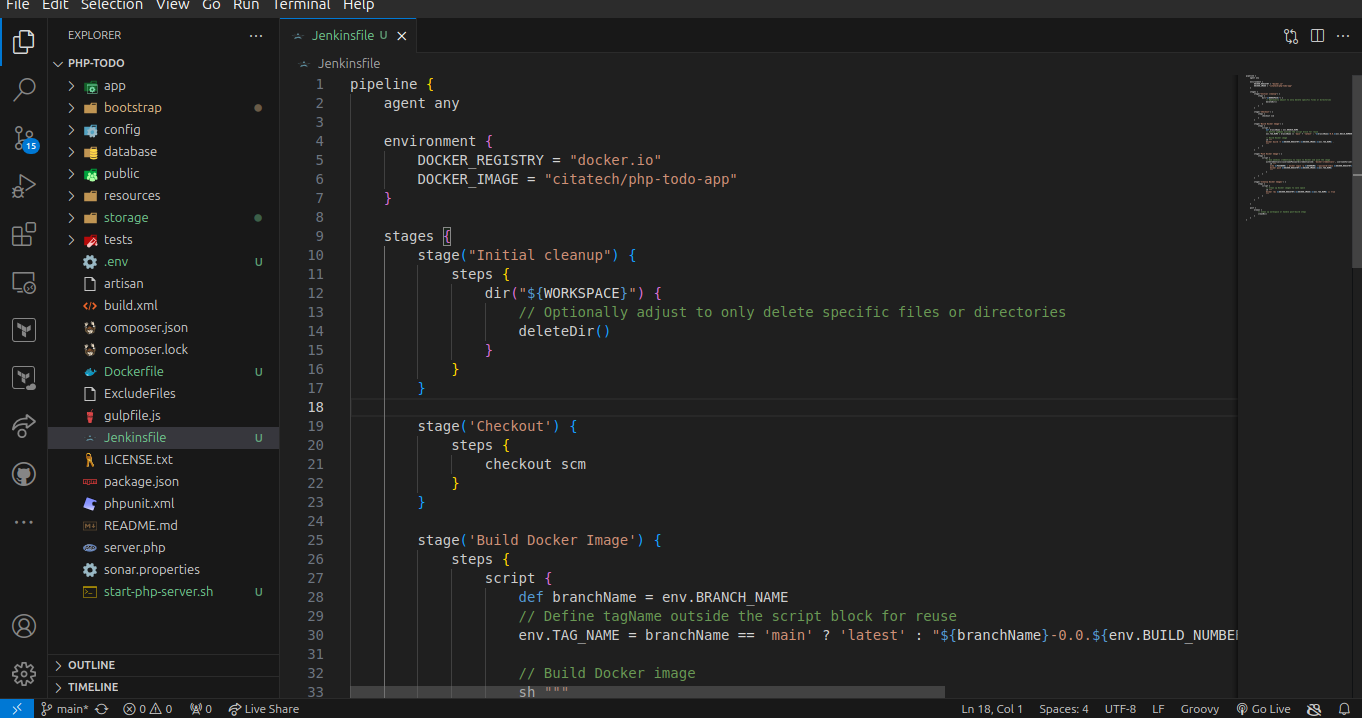 File Edit Selection View Go Run Terminal Help
EXPLORER
PHP-TODO
app
bootstrap
config
database
public
resources
storage
tests
.env U
artisan
build.xml
composer.json
composer.lock
Dockerfile U
ExcludeFiles
gulpfile.js
Jenkinsfile U
LICENSE.txt
package.json
phpunit.xml
README.md
server.php
sonar.properties
start-php-server.sh U
OUTLINE
TIMELINE
15
Jenkinsfile U
Jenkinsfile
1 pipeline {
2 agent any
3
4 environment {
5 DOCKER_REGISTRY = "docker.io"
6 DOCKER_IMAGE = "citatech/php-todo-app"
7 }
8
9 stages {
10 stage("Initial cleanup") {
11 steps {
12 dir("${WORKSPACE}") {
13 // Optionally adjust to only delete specific files or directories
14 deleteDir()
15 }
16 }
17 }
18
19 stage('Checkout') {
20 steps {
21 checkout scm
22 }
23 }
24
25 stage('Build Docker Image') {
26 steps {
27 script {
28 def branchName = env.BRANCH_NAME
29 // Define tagName outside the script block for reuse
30 env.TAG_NAME = branchName == 'main' ? 'latest' : "${branchName}-0.0.${env.BUILD_NUMBER
31
32 // Build Docker image
33 sh """
main* 0 0 0 Live Share Ln 18, Col 1 Spaces: 4 UTF-8 LF Groovy Go Live